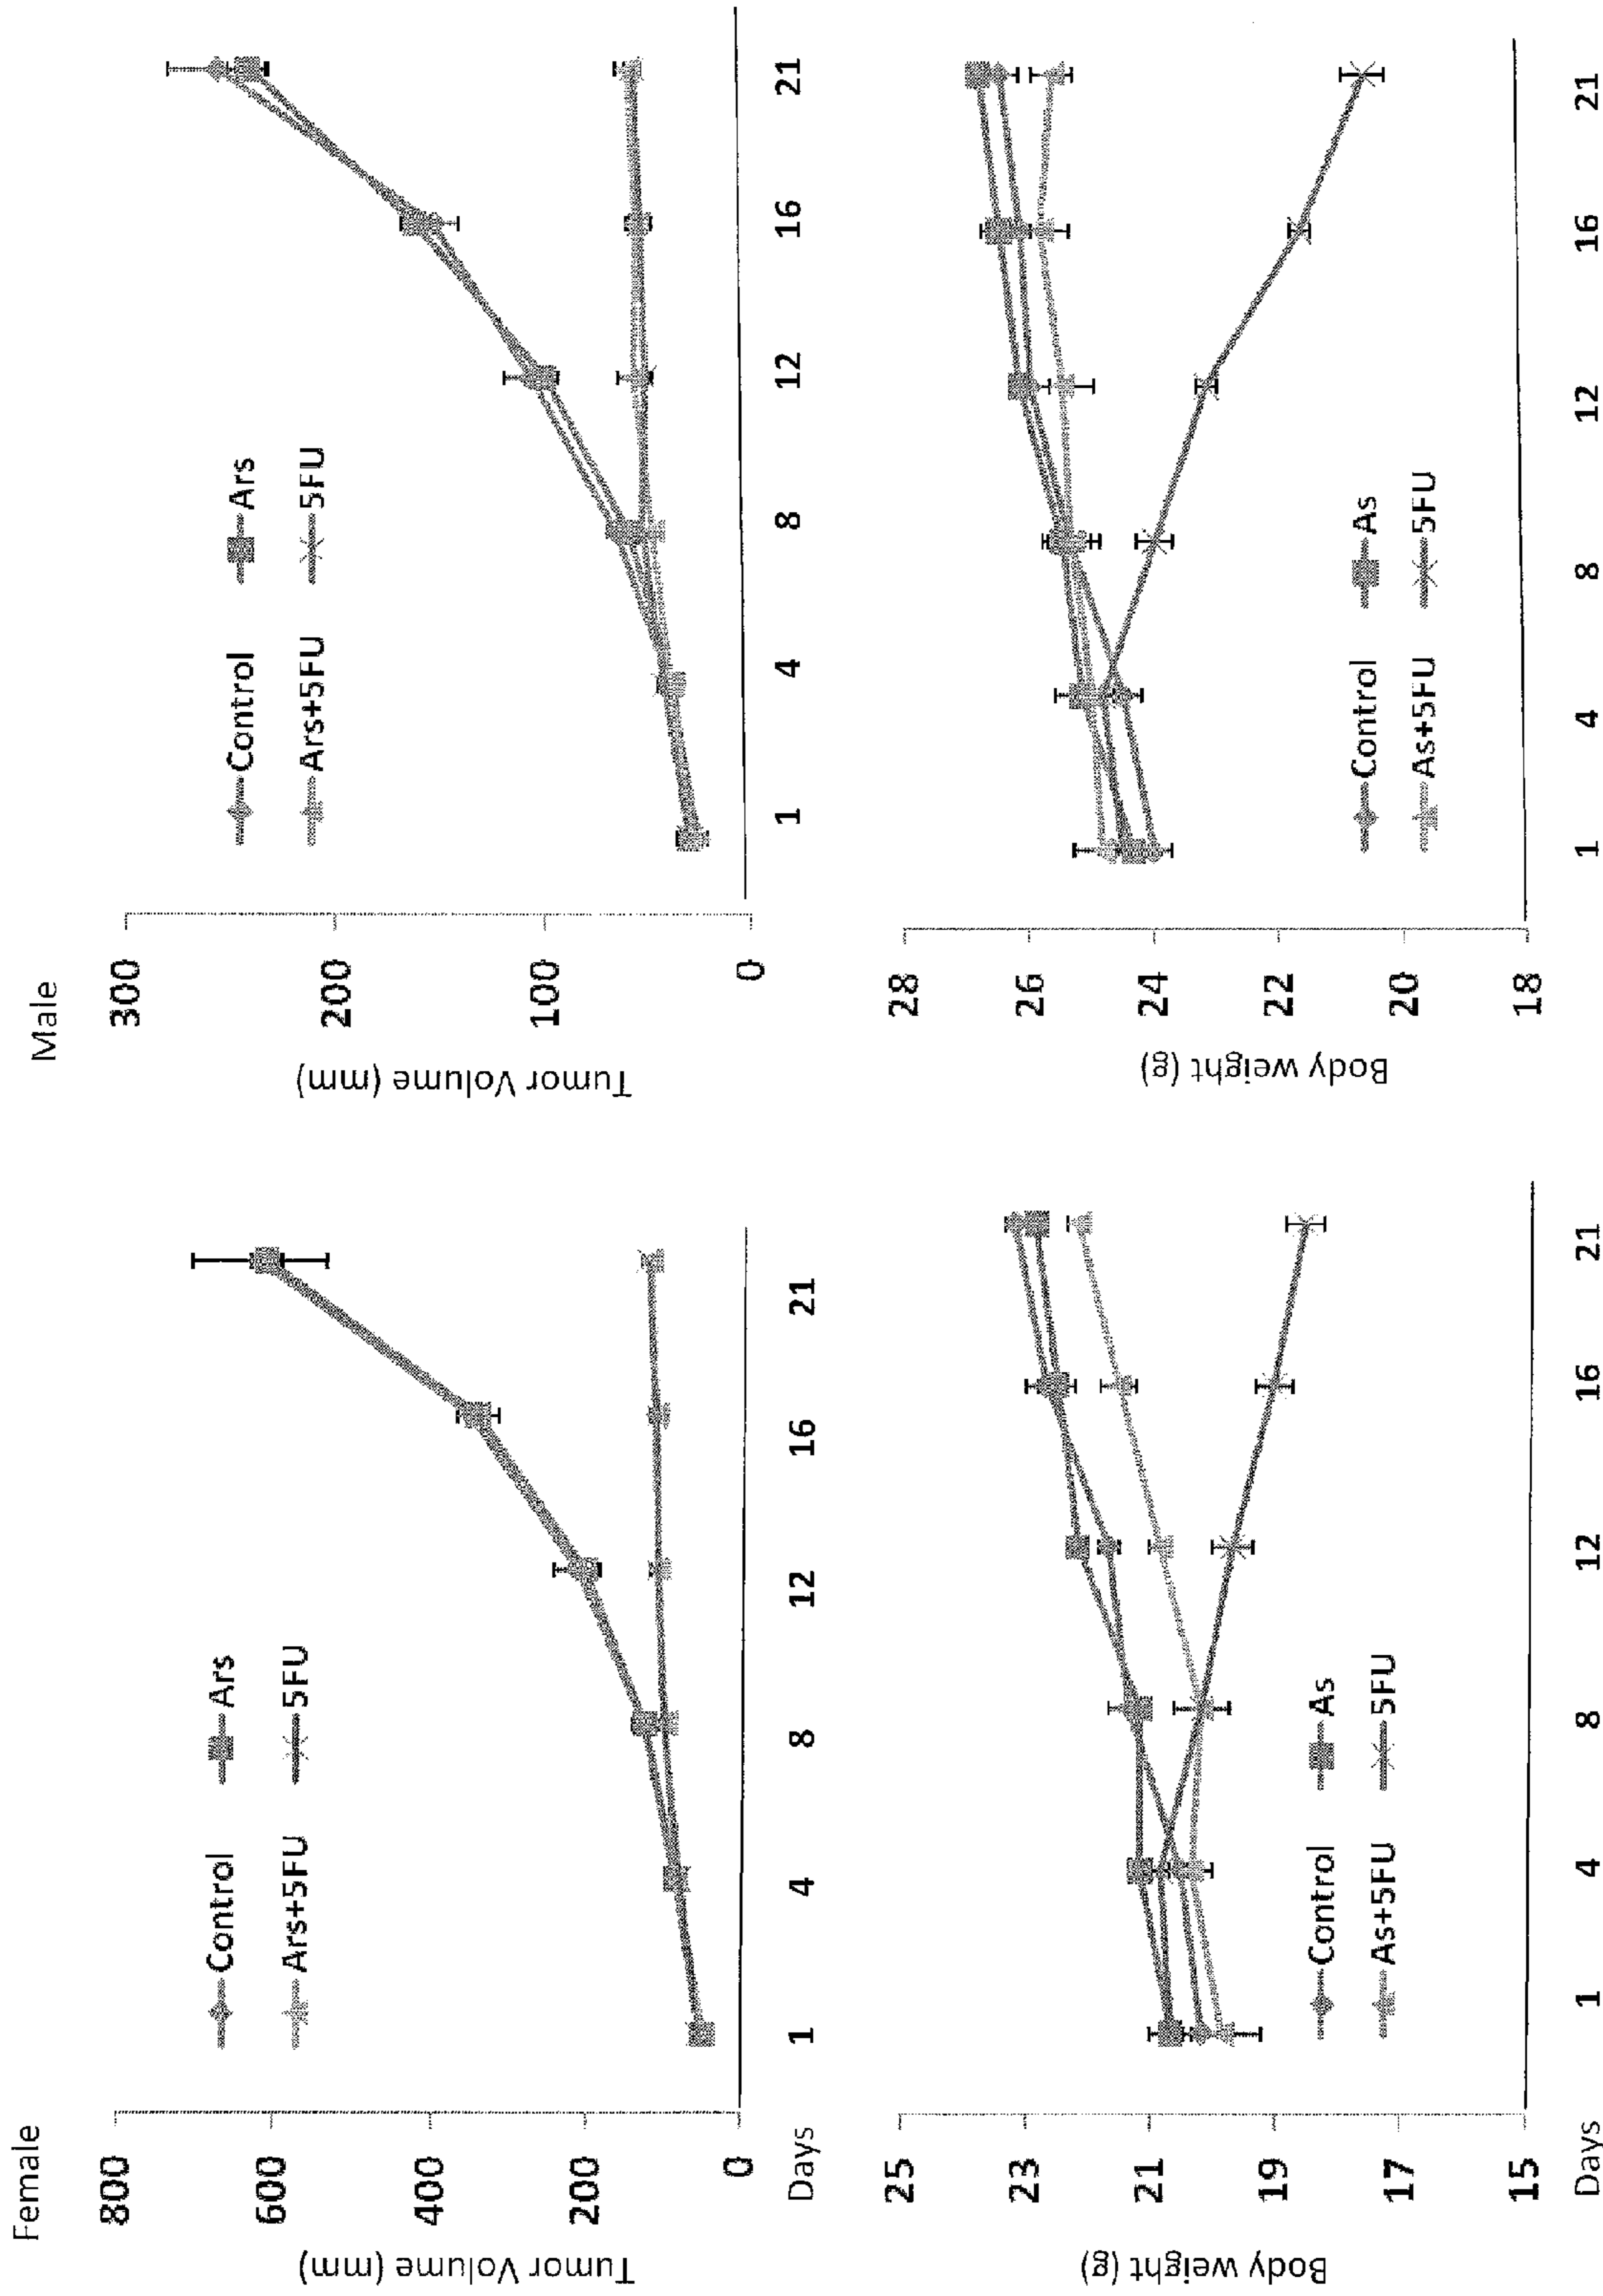 Female
Tumor Volume (mm)
800
600
400
200
0
Control
Ars
Ars+5FU
5FU
Days
1
4
8
12
16
21
Male
Tumor Volume (mm)
300
200
100
0
Control
Ars
Ars+5FU
5FU
1
4
8
12
16
21
Body weight (g)
25
23
21
19
17
15
Control
As
As+5FU
5FU
Days
1
4
8
12
16
21
Body weight (g)
28
26
24
22
20
18
Control
As
As+5FU
5FU
1
4
8
12
16
21